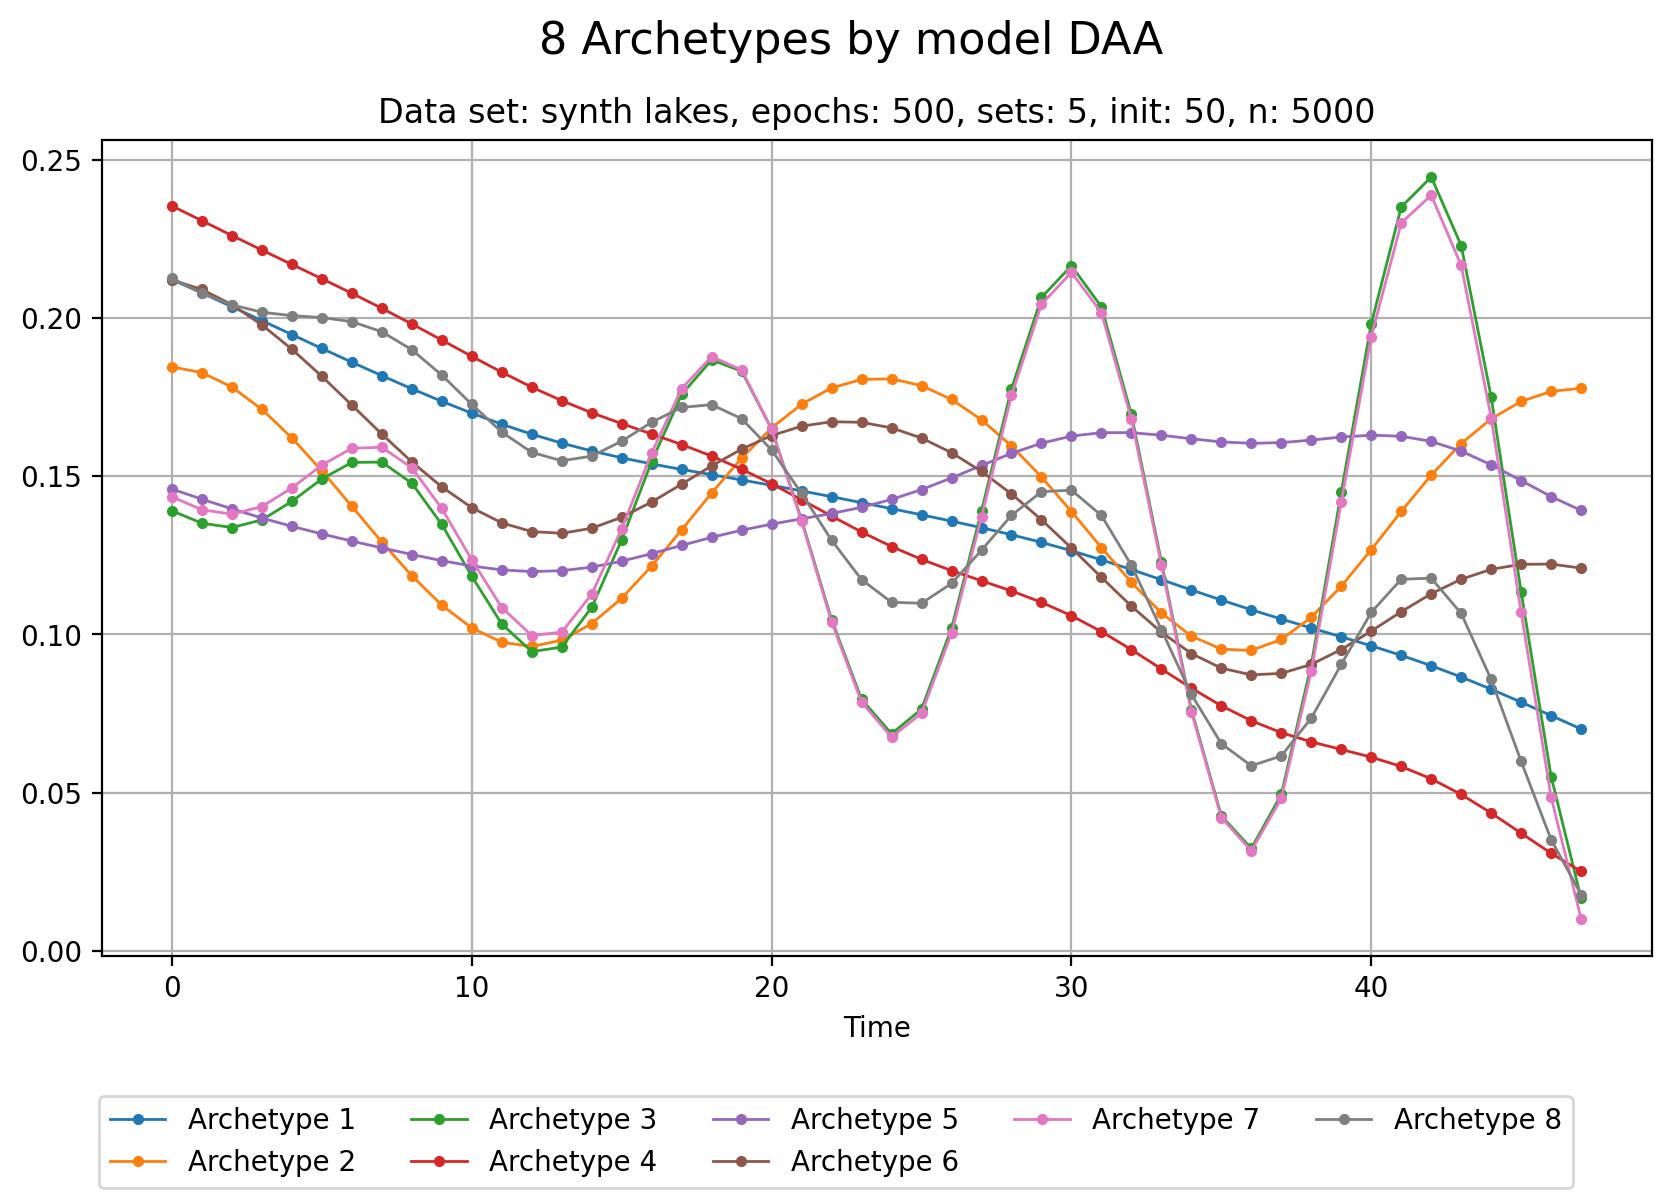 8 Archetypes by model DAA
Data set: synth lakes, epochs: 500, sets: 5, init: 50, n: 5000
0.25
0.20
0.15
0.10
0.05
0.00
0 10 20 30 40
Time
Archetype 1 Archetype 3 Archetype 5 Archetype 7 Archetype 8
Archetype 2 Archetype 4 Archetype 6